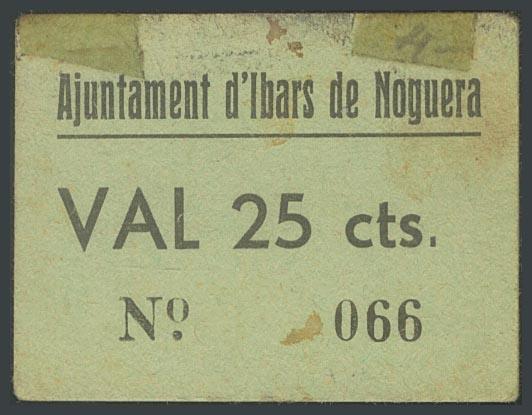 Ajuntament d'Ibars de Noguera
VAL 25 cts.
Nº 066